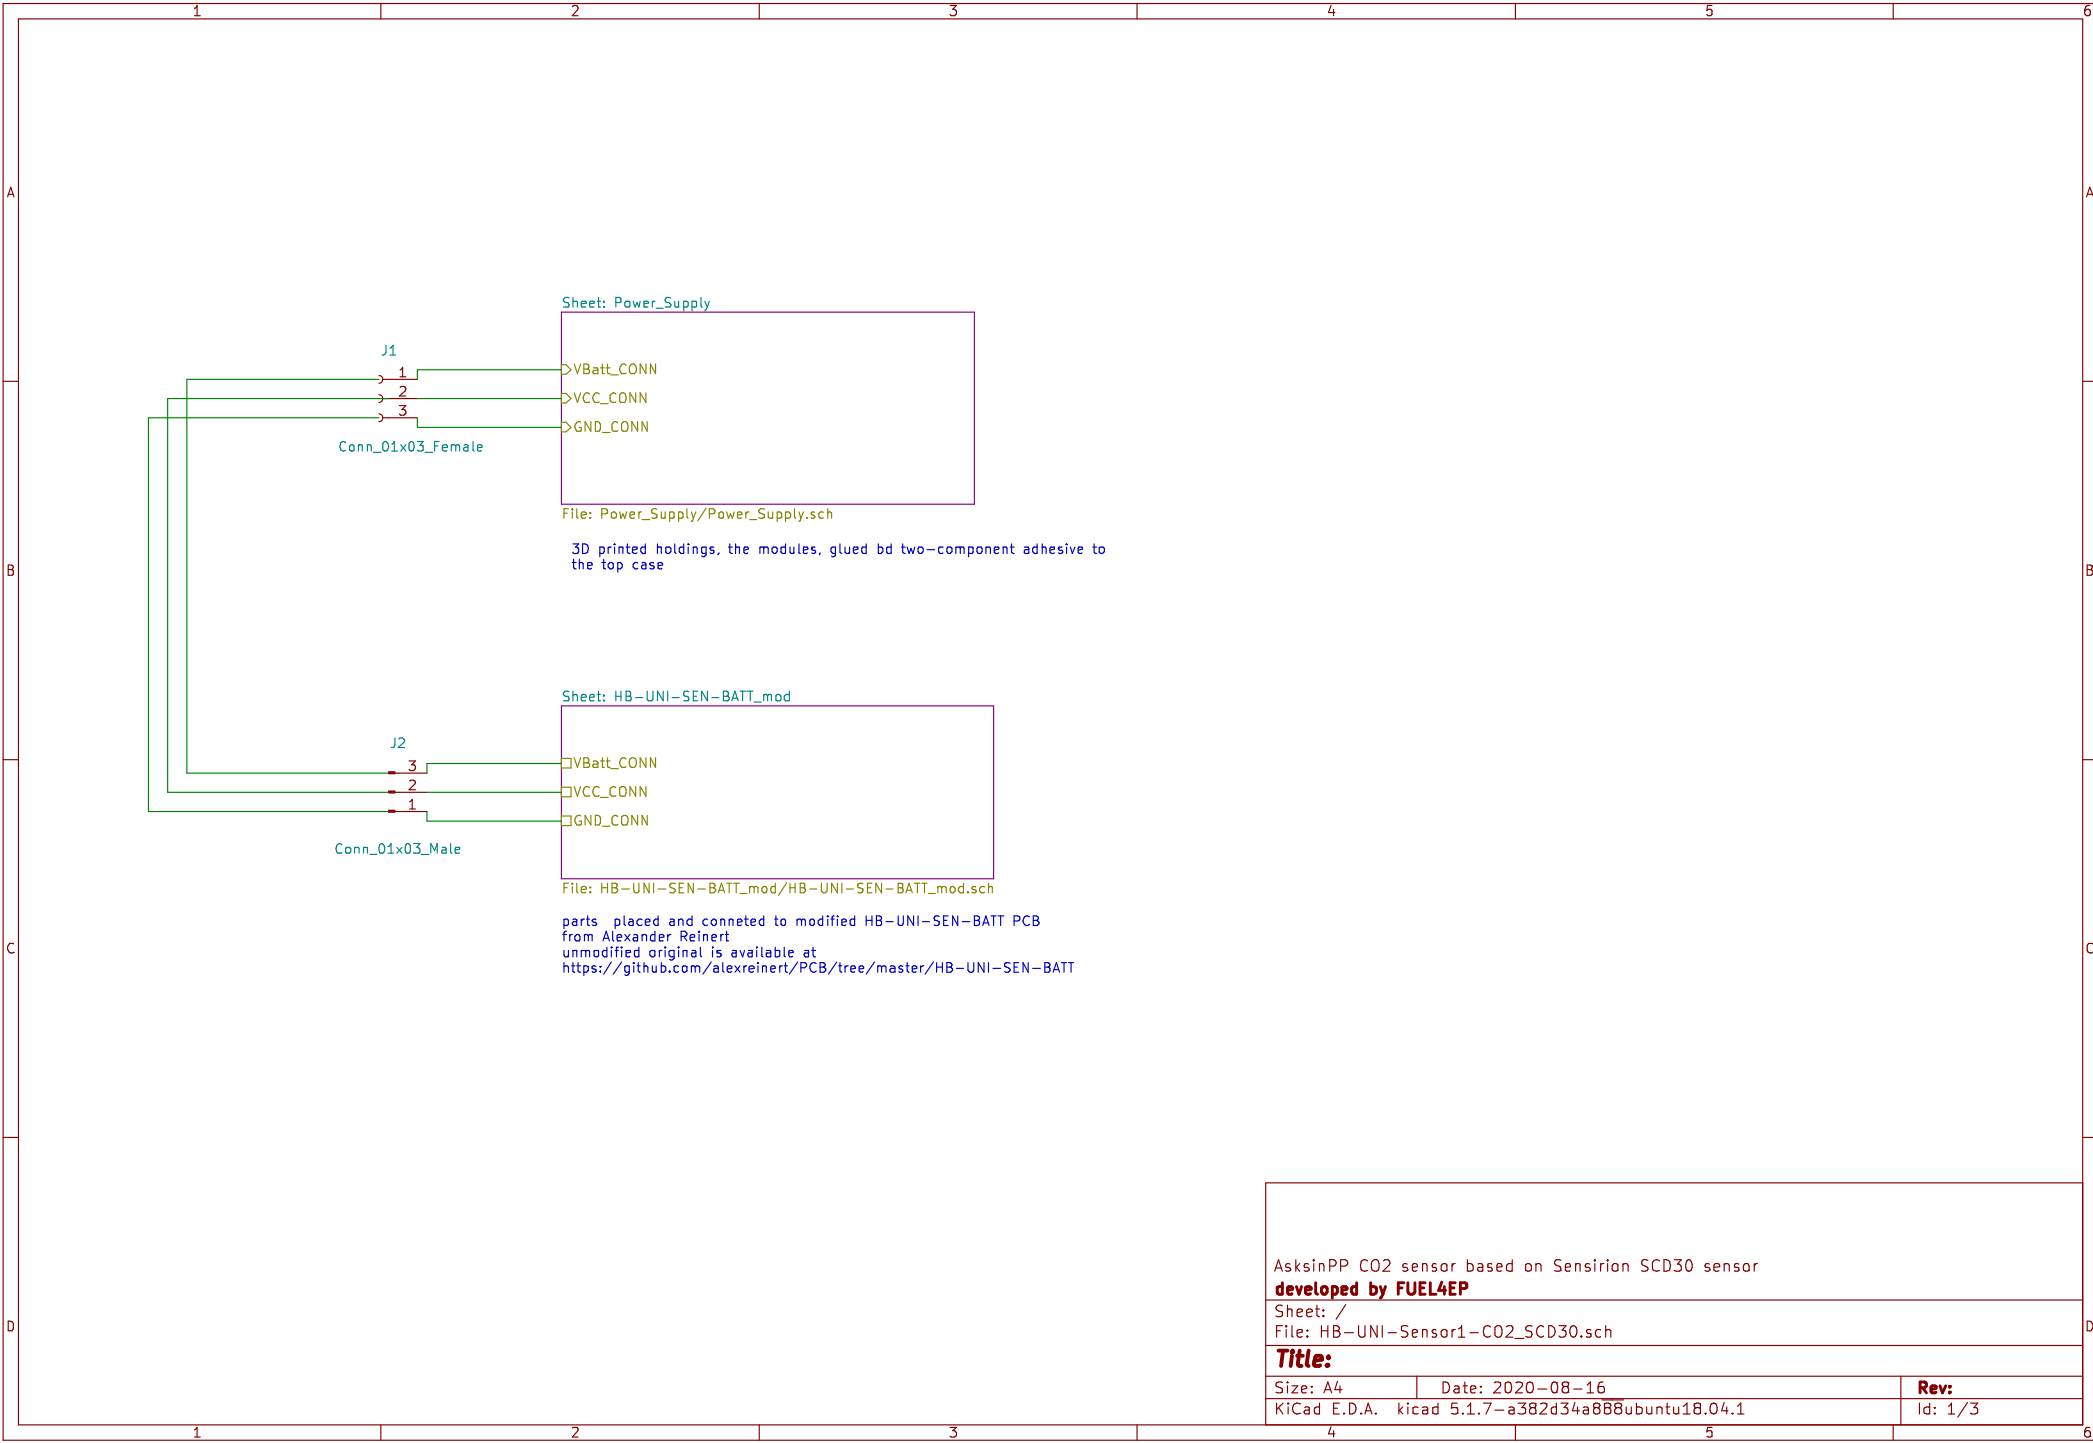 1 2 3 4 5 6
A A
Sheet: Power_Supply
J1
1
VBatt_CONN
2
VCC_CONN
3
GND_CONN
Conn_01x03_Female
File: Power_Supply/Power_Supply.sch
3D printed holdings, the modules, glued bd two-component adhesive to
the top case
B B
Sheet: HB-UNI-SEN-BATT_mod
J2
3
VBatt_CONN
2
VCC_CONN
1
GND_CONN
Conn_01x03_Male
File: HB-UNI-SEN-BATT_mod/HB-UNI-SEN-BATT_mod.sch
parts  placed and conneted to modified HB-UNI-SEN-BATT PCB
from Alexander Reinert
unmodified original is available at
https://github.com/alexreinert/PCB/tree/master/HB-UNI-SEN-BATT
C C
AsksinPP CO2 sensor based on Sensirion SCD30 sensor
developed by FUEL4EP
Sheet: /
File: HB-UNI-Sensor1-CO2_SCD30.sch
D D
Title:
Size: A4 Date: 2020-08-16 Rev:
KiCad E.D.A.  kicad 5.1.7-a382d34a888ubuntu18.04.1 Id: 1/3
1 2 3 4 5 6